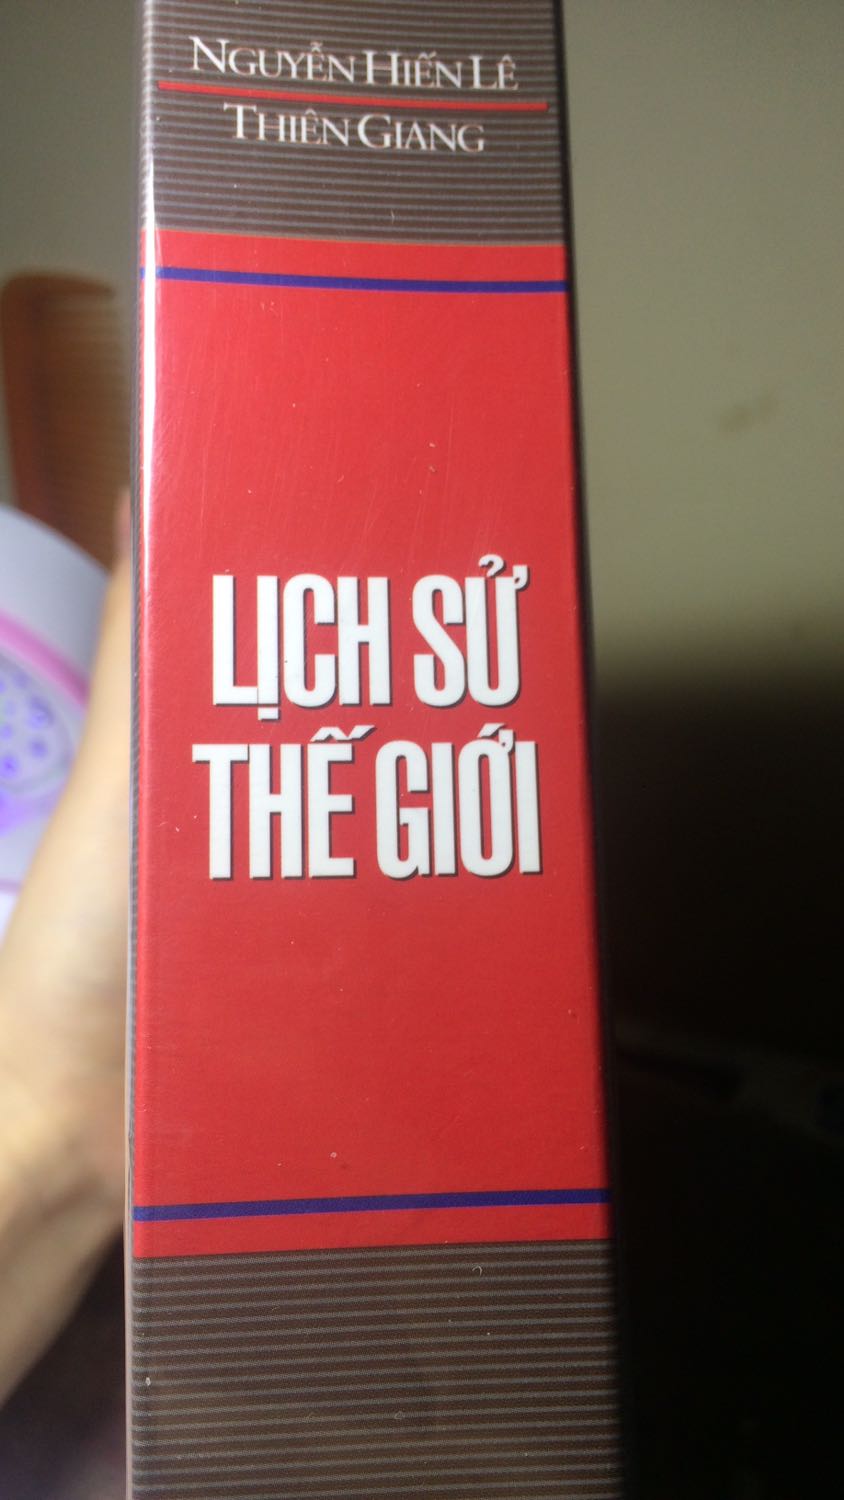 NGUYỄN HIẾN LÊ
THIÊN GIANG
LỊCH SỬ
THẾ GIỚI